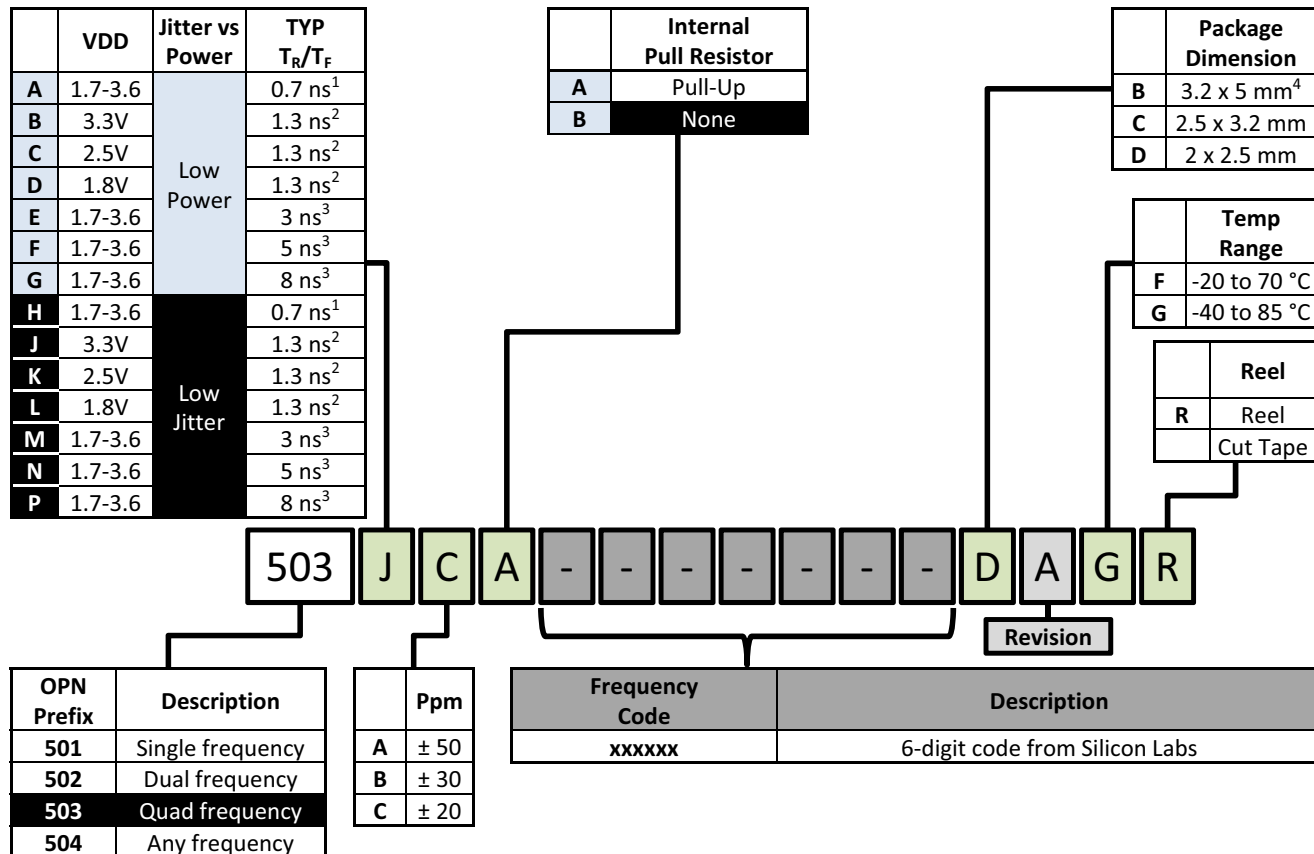 VDD Jitter vs Power TYP TR/TF
A 1.7-3.6 0.7 ns1
B 3.3V 1.3 ns2
C 2.5V 1.3 ns2
D 1.8V 1.3 ns2
E 1.7-3.6 3 ns3
F 1.7-3.6 5 ns3
G 1.7-3.6 8 ns3
Low Power
H 1.7-3.6 0.7 ns1
J 3.3V 1.3 ns2
K 2.5V 1.3 ns2
L 1.8V 1.3 ns2
M 1.7-3.6 3 ns3
N 1.7-3.6 5 ns3
P 1.7-3.6 8 ns3
Low Jitter
Internal Pull Resistor
A Pull-Up
B None
Package Dimension
B 3.2 x 5 mm4
C 2.5 x 3.2 mm
D 2 x 2.5 mm
Temp Range
F -20 to 70 °C
G -40 to 85 °C
Reel
R Reel
Cut Tape
503 J C A - - - - - - - D A G R
Revision
OPN Prefix Description
501 Single frequency
502 Dual frequency
503 Quad frequency
504 Any frequency
Ppm
A ± 50
B ± 30
C ± 20
Frequency Code Description
xxxxxx 6-digit code from Silicon Labs